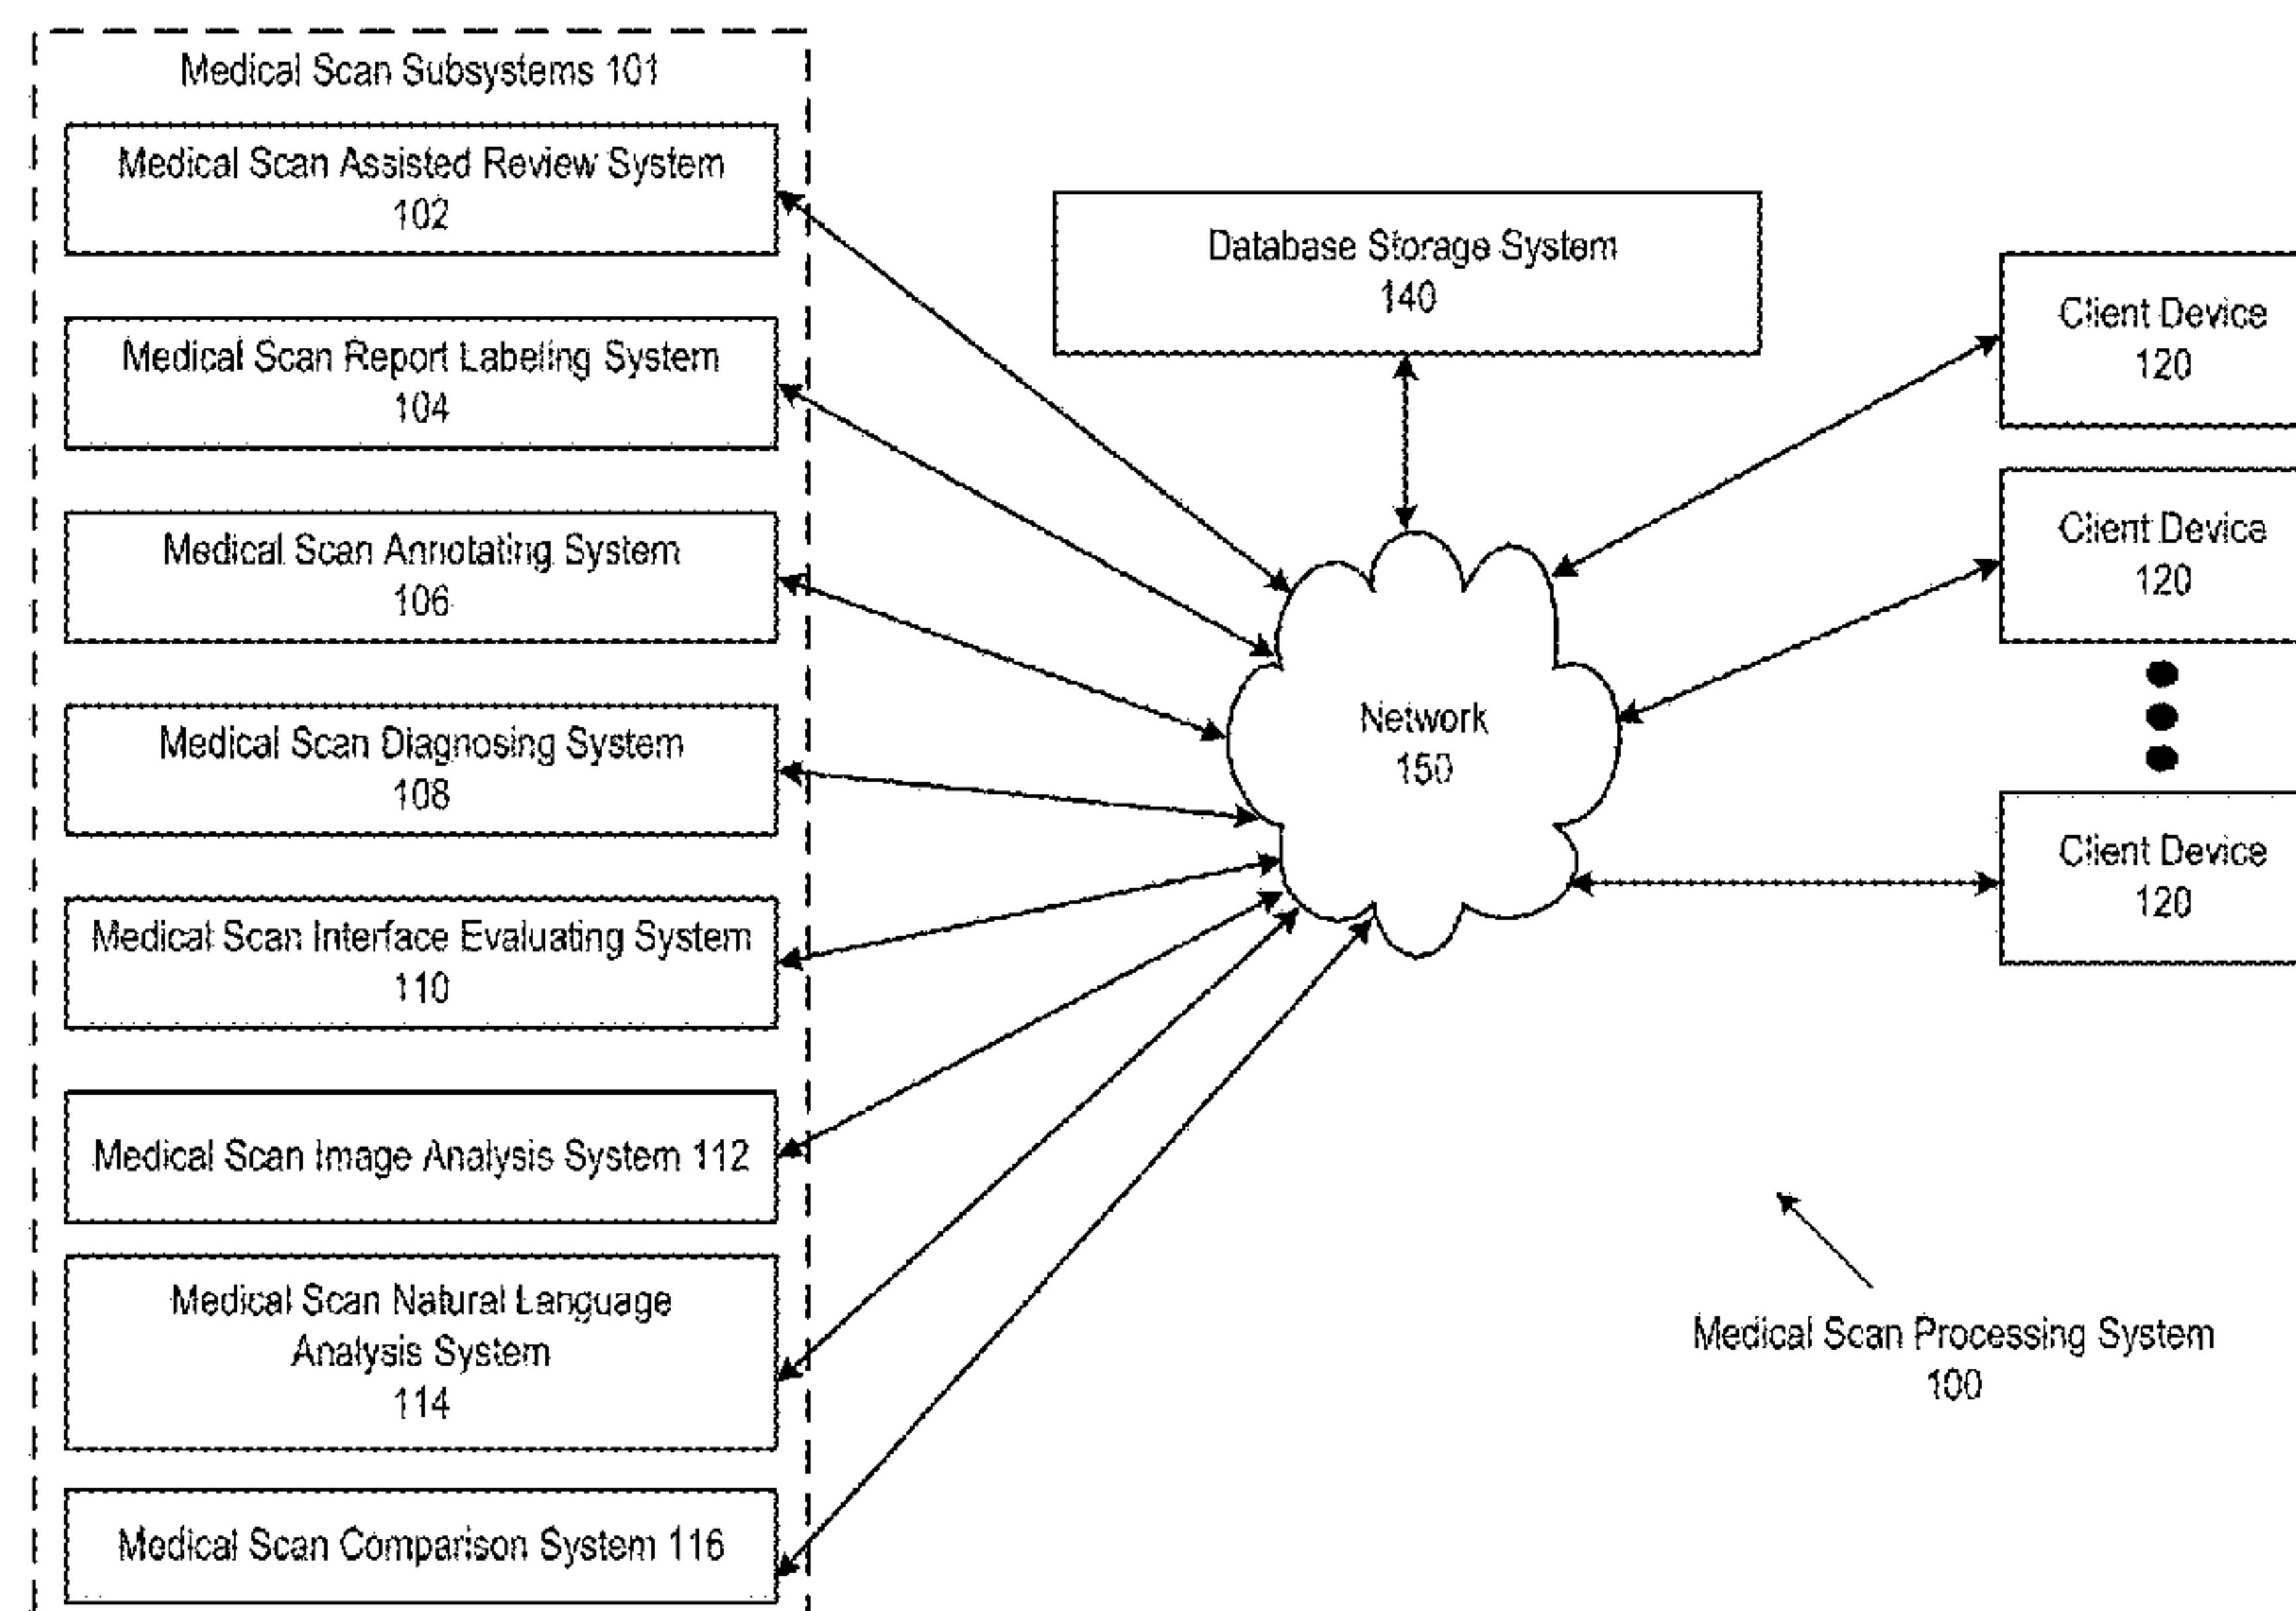 Medical Scan Subsystems 101
Medical Scan Assisted Review System
102
Medical Scan Report Labeling System
104
Medical Scan Annotating System
106
Medical Scan Diagnosing System
108
Medical Scan Interface Evaluating System
110
Medical Scan Image Analysis System 112
Medical Scan Natural Language
Analysis System
114
Medical Scan Comparison System 116
Database Storage System
140
Network
150
Client Device
120
Client Device
120
Client Device
120
Medical Scan Processing System
100